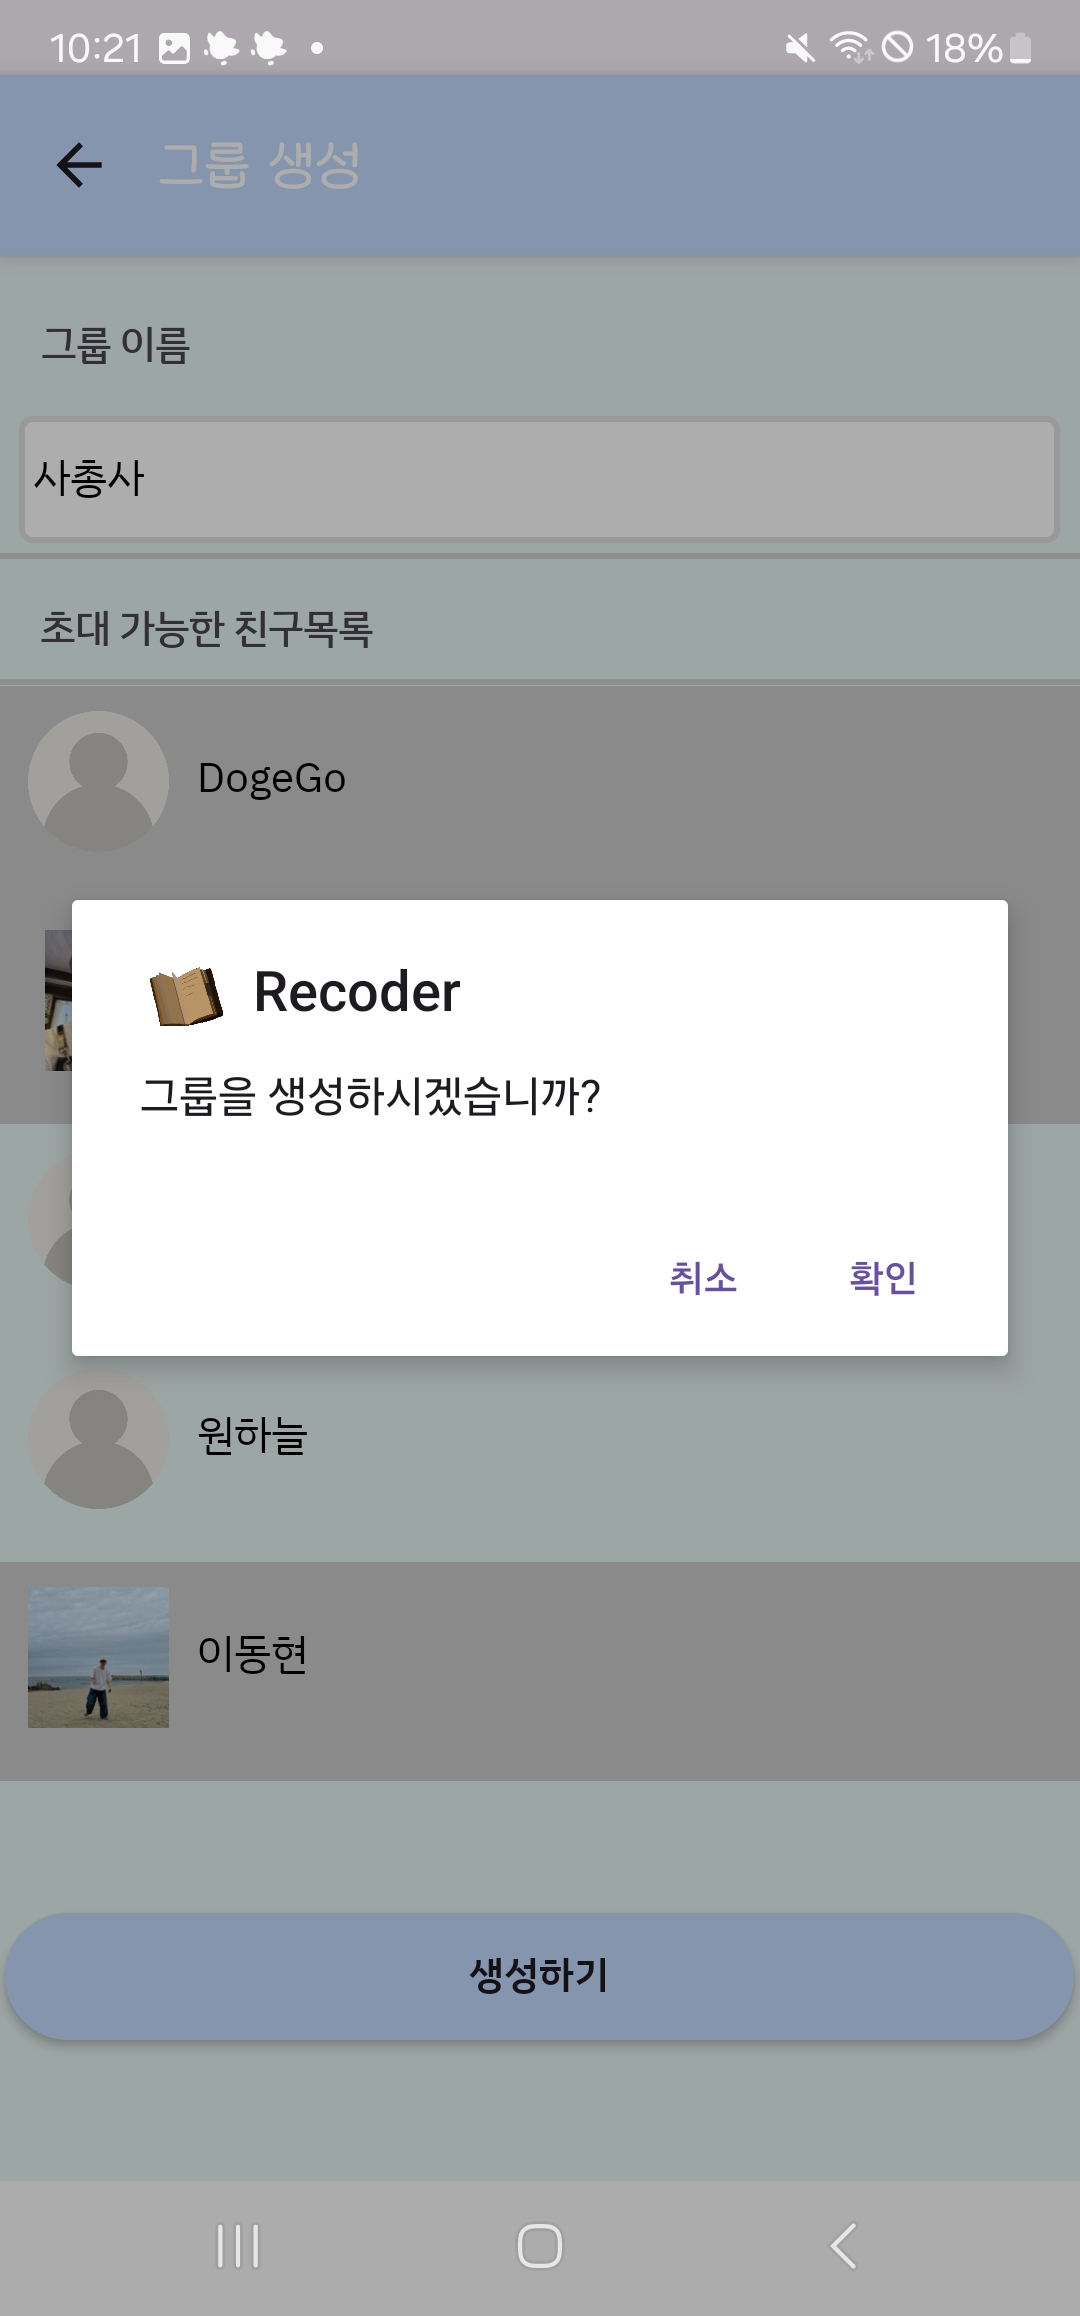 10:21
18%
그룹 생성
그룹 이름
사총사
초대 가능한 친구목록
DogeGo
Recoder
그룹을 생성하시겠습니까?
취소
확인
원하늘
이동현
생성하기